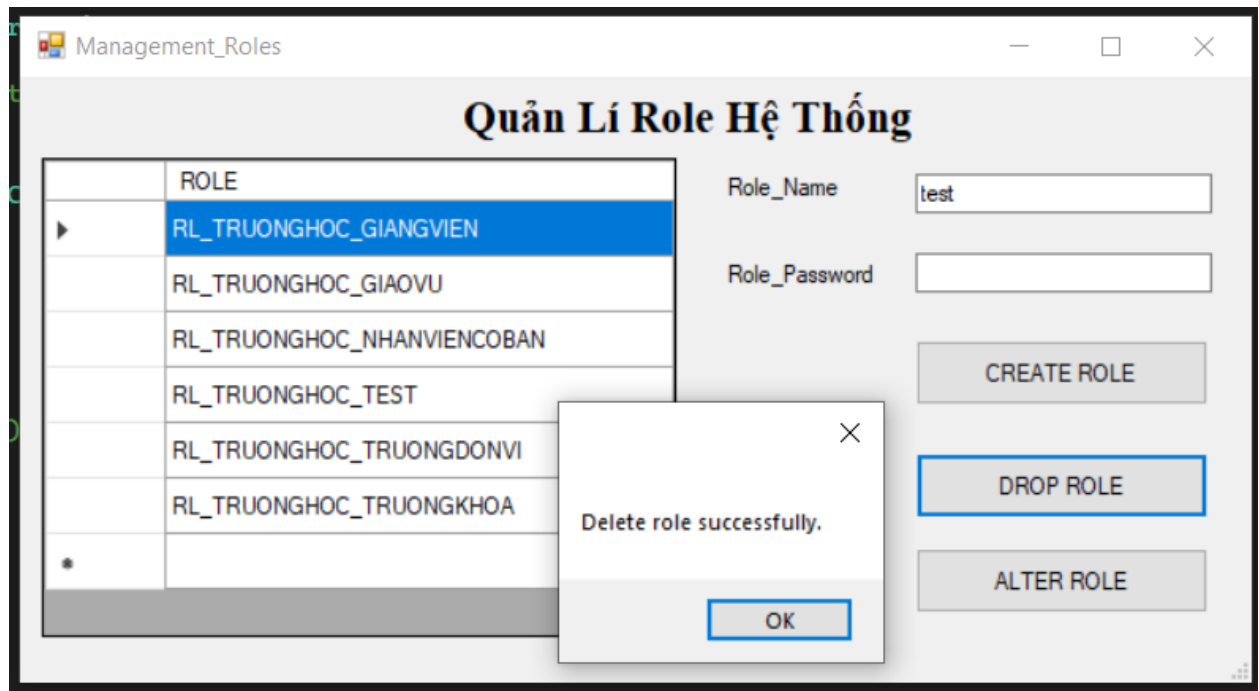 Management_Roles
Quản Lí Role Hệ Thống
ROLE
RL_TRUONGHOC_GIANGVIEN
RL_TRUONGHOC_GIAOVU
RL_TRUONGHOC_NHANVIENCOBAN
RL_TRUONGHOC_TEST
RL_TRUONGHOC_TRUONGDONVI
RL_TRUONGHOC_TRUONGKHOA
Role_Name
test
Role_Password
CREATE ROLE
DROP ROLE
ALTER ROLE
Delete role successfully.
OK